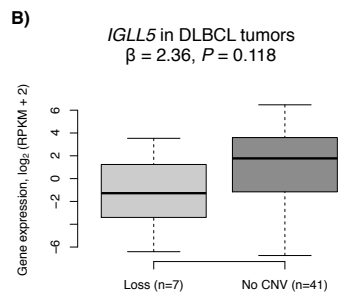 B)
IGLL5 in DLBCL tumors
β = 2.36, P = 0.118
Gene expression, log₂ (RPKM + 2)
6
4
2
0
−2
−6
Loss (n=7)
No CNV (n=41)